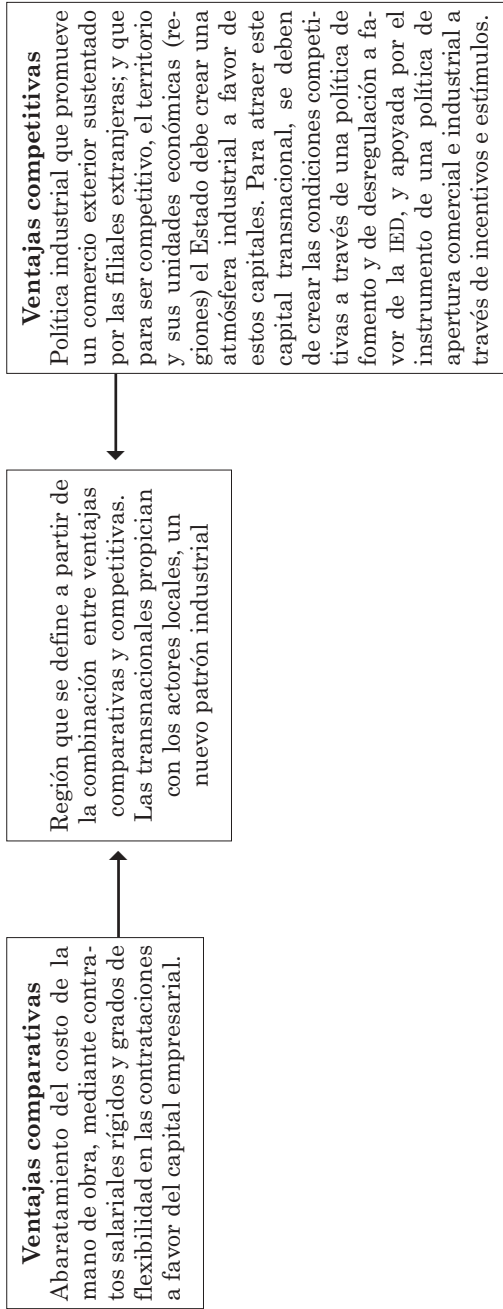 Ventajas comparativas
Abaratamiento del costo de la
mano de obra, mediante contra-
tos salariales rígidos y grados de
flexibilidad en las contrataciones
a favor del capital empresarial.
Región que se define a partir de
la combinación entre ventajas
comparativas y competitivas.
Las transnacionales propician
con los actores locales, un
nuevo patrón industrial
Ventajas competitivas
Política industrial que promueve
un comercio exterior sustentado
por las filiales extranjeras; y que
para ser competitivo, el territorio
y sus unidades económicas (re-
giones) el Estado debe crear una
atmósfera industrial a favor de
estos capitales. Para atraer este
capital transnacional, se deben
de crear las condiciones competi-
tivas a través de una política de
fomento y de desregulación a fa-
vor de la IED, y apoyada por el
instrumento de una política de
apertura comercial e industrial a
través de incentivos e estímulos.